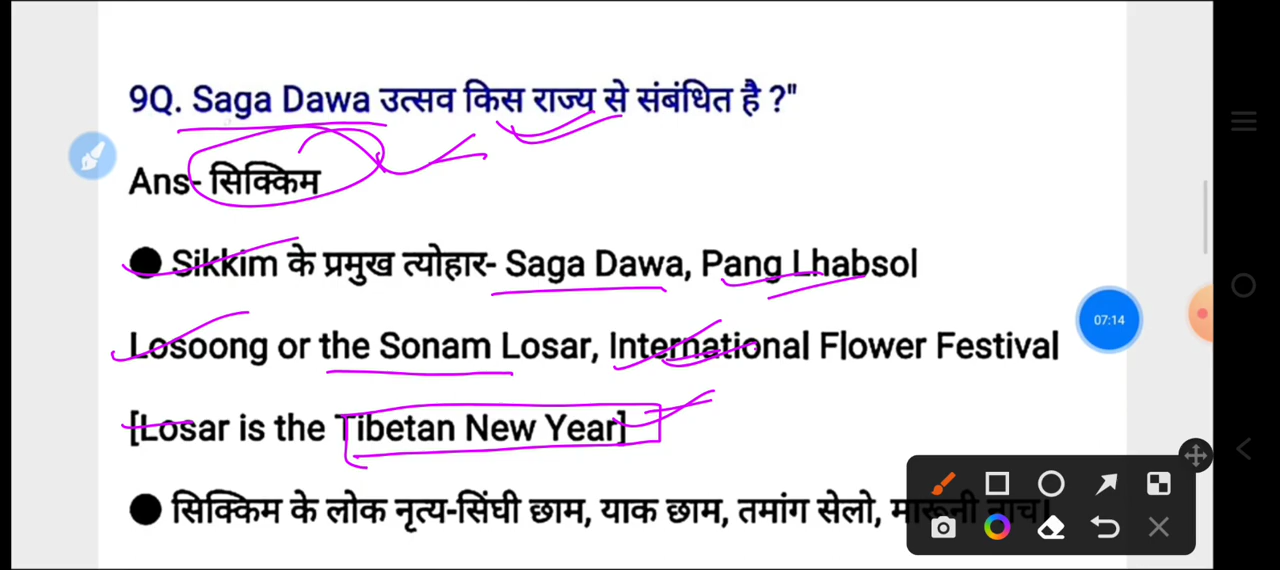 9Q. Saga Dawa उत्सव किस राज्य से संबंधित है ?"
Ans- सिक्किम
● Sikkim के प्रमुख त्योहार- Saga Dawa, Pang Lhabsol
Losoong or the Sonam Losar, International Flower Festival
07:14
[Losar is the Tibetan New Year]
● सिक्किम के लोक नृत्य-सिंघी छाम, याक छाम, तमांग सेलो, मारूनी नाच।